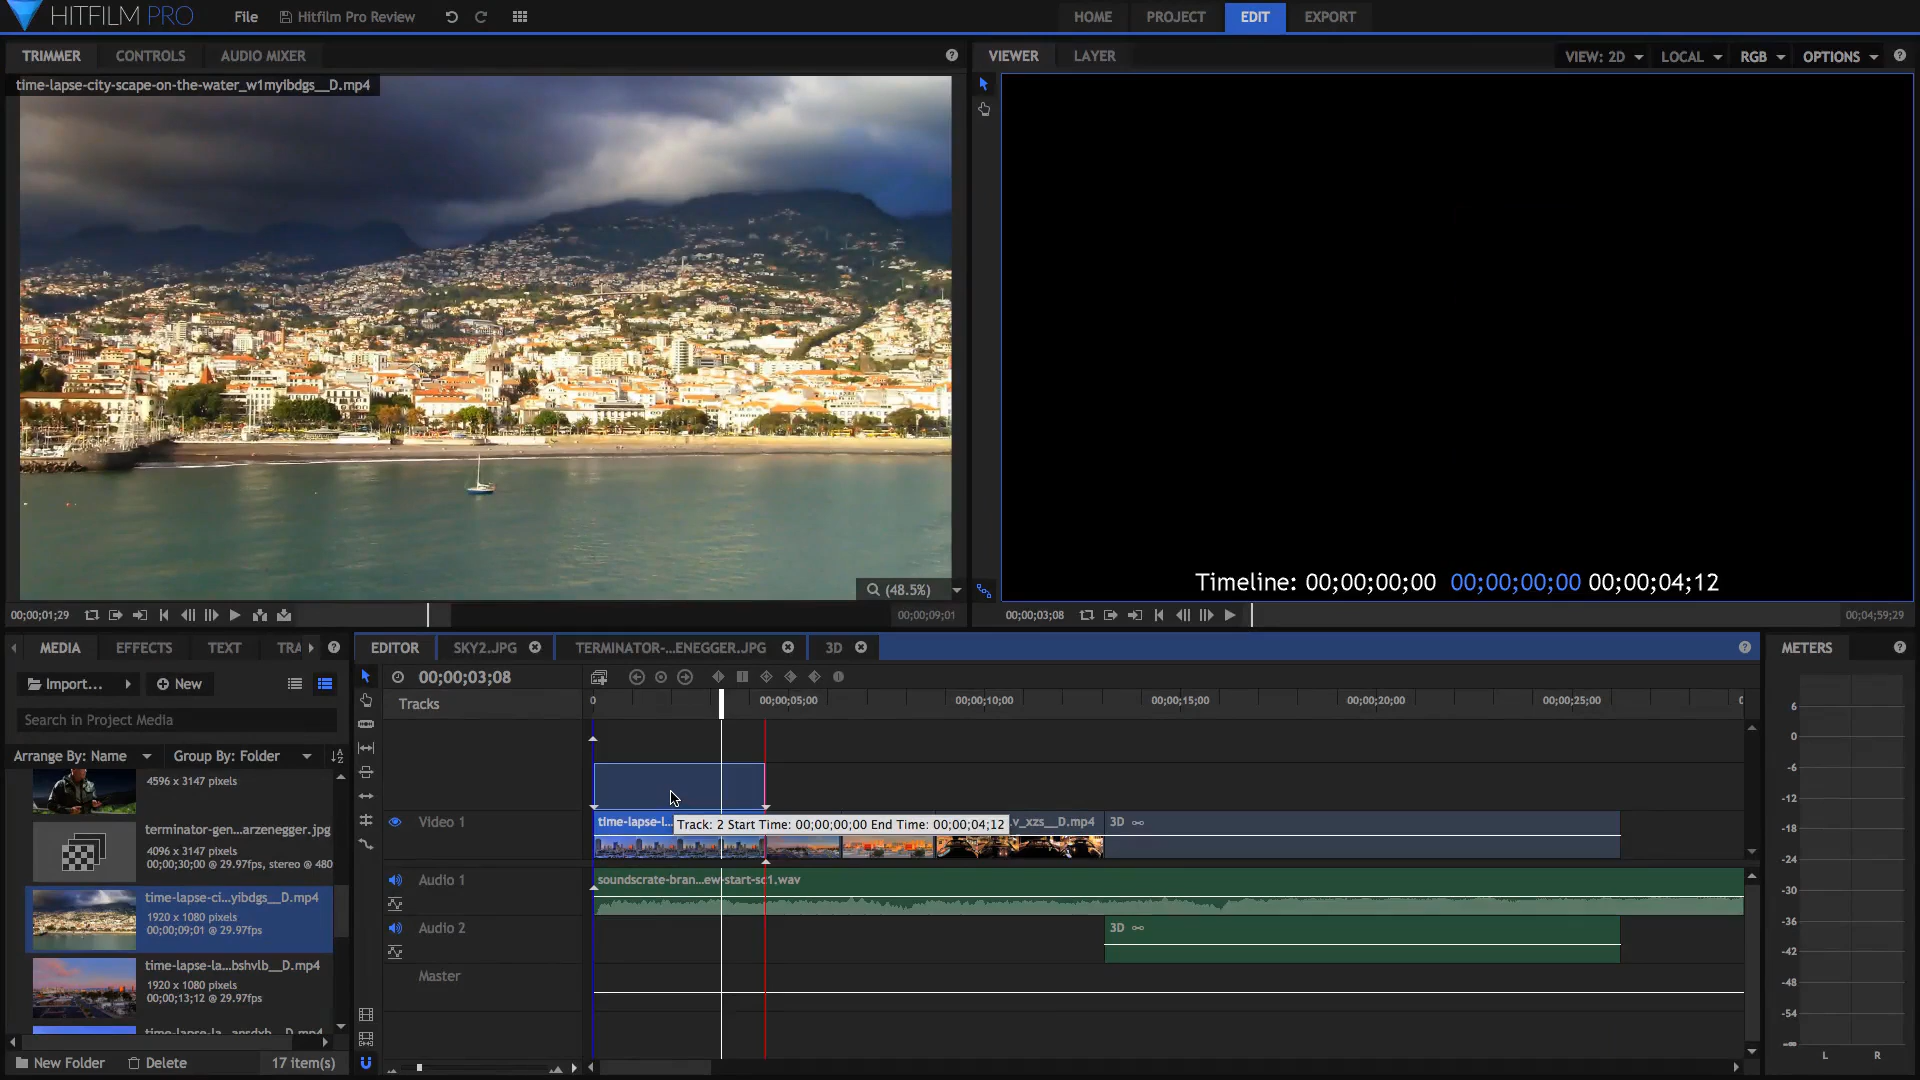 HITFILM PRO
File
Hitfilm Pro Review
HOME
PROJECT
EDIT
EXPORT
TRIMMER
CONTROLS
AUDIO MIXER
VIEWER
LAYER
VIEW: 2D
LOCAL
RGB
OPTIONS
time-lapse-city-scape-on-the-water_w1myibdgs__D.mp4
(48.5%)
Timeline: 00;00;00;00 00;00;00;00 00;00;04;12
00;00;01;29
00;00;09;01
00;00;03;08
00;04;59;29
MEDIA
EFFECTS
TEXT
TRA
EDITOR
SKY2..JPG
TERMINATOR-...ENEGGER.JPG
3D
METERS
Import...
New
Search in Project Media
Arrange By: Name
Group By: Folder
4596 x 3147 pixels
terminator-gen...arzenegger.jpg
4096 x 3147 pixels
00;00;30;00 @ 29.97fps, stereo @ 480
time-lapse-ci...yibdgs__D.mp4
1920 x 1080 pixels
00;00;09;01 @ 29.97fps
time-lapse-la...bshvlb__D.mp4
1920 x 1080 pixels
00;00;13;12 @ 29.97fps
time-lapse-la...ansdxb__D.mp4
New Folder
Delete
17 item(s)
00;00;03;08
Tracks
0
00;00;05;00
00;00;10;00
00;00;15;00
00;00;20;00
00;00;25;00
0
Video 1
time-lapse-l...
v_xzs__D.mp4
3D
Track: 2 Start Time: 00;00;00;00 End Time: 00;00;04;12
Audio 1
soundscrate-bran...ew-start-sc1.wav
Audio 2
3D
Master
6
0
-6
-12
-18
-24
-30
-36
-42
-48
-54
-∞
L
R